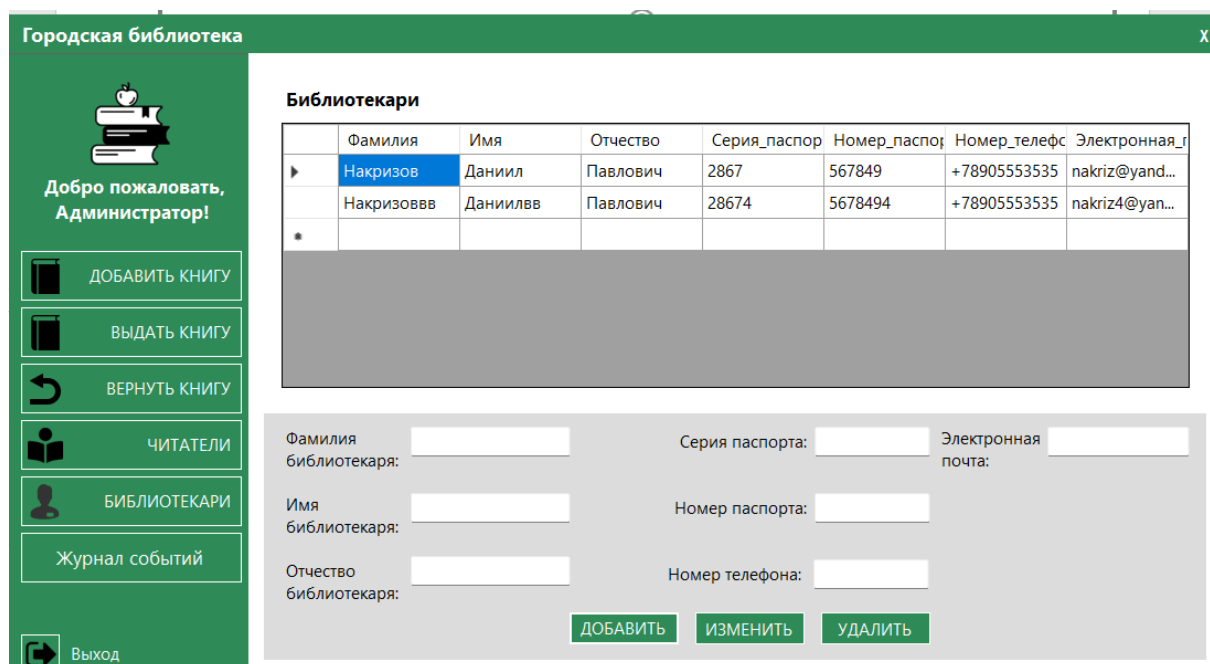 Городская библиотека
X
Добро пожаловать,
Администратор!
ДОБАВИТЬ КНИГУ
ВЫДАТЬ КНИГУ
ВЕРНУТЬ КНИГУ
ЧИТАТЕЛИ
БИБЛИОТЕКАРИ
Журнал событий
Выход
Библиотекари
Фамилия Имя Отчество Серия_паспор Номер_паспор Номер_телефо Электронная_п
Накризов Даниил Павлович 2867 567849 +78905553535 nakriz@yand...
Накризоввв Даниилвв Павлович 28674 5678494 +78905553535 nakriz4@yan...
Фамилия
библиотекаря:
Серия паспорта:
Электронная
почта:
Имя
библиотекаря:
Номер паспорта:
Отчество
библиотекаря:
Номер телефона:
ДОБАВИТЬ ИЗМЕНИТЬ УДАЛИТЬ